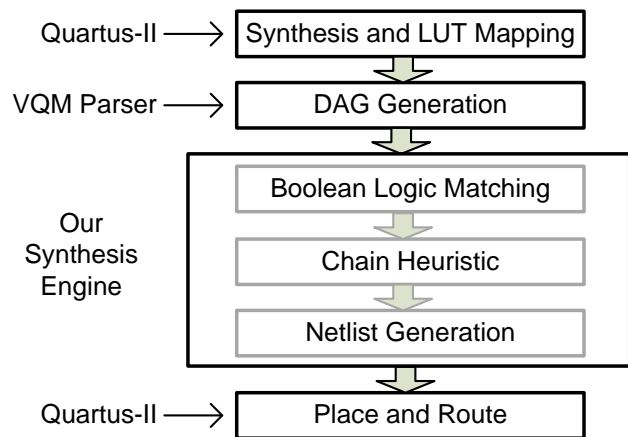 Quartus-II
Synthesis and LUT Mapping
VQM Parser
DAG Generation
Our
Synthesis
Engine
Boolean Logic Matching
Chain Heuristic
Netlist Generation
Quartus-II
Place and Route